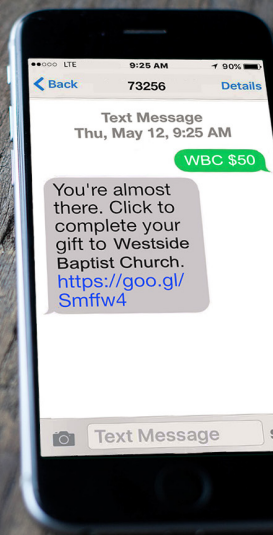 LTE 9:25 AM 90%
Back 73256 Details
Text Message
Thu, May 12, 9:25 AM
WBC $50
You're almost
there. Click to
complete your
gift to Westside
Baptist Church.
https://goo.gl/
Smffw4
Text Message